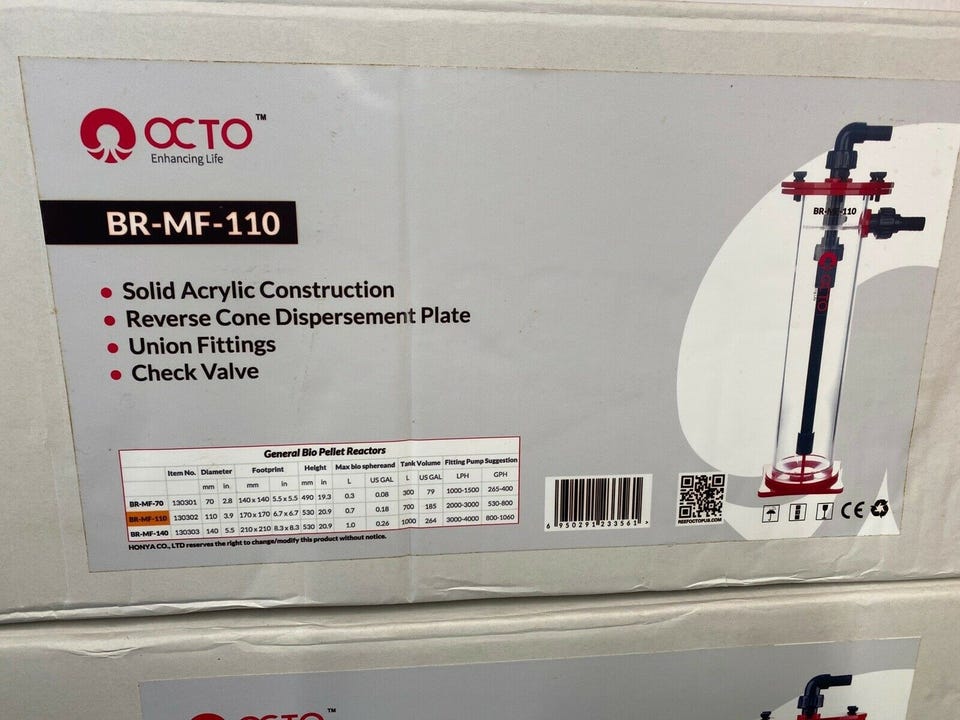 OCTO™
Enhancing Life
BR-MF-110
• Solid Acrylic Construction
• Reverse Cone Dispersement Plate
• Union Fittings
• Check Valve
General Bio Pellet Reactors
Item No. Diameter Footprint Height Max bio sphereand Tank Volume Fitting Pump Suggestion
mm in mm in mm in L US GAL L US GAL LPH GPH
BR-MF-70 130301 70 2.8 140 x 140 5.5 x 5.5 490 19.3 0.3 0.08 300 79 1000-1500 265-400
BR-MF-110 130302 110 3.9 170 x 170 6.7 x 6.7 530 20.9 0.7 0.18 700 185 2000-3000 530-800
BR-MF-140 130303 140 5.5 210 x 210 8.3 x 8.3 530 20.9 1.0 0.26 1000 264 3000-4000 800-1060
HONYA CO., LTD reserves the right to change/modify this product without notice.
6 950291 233561 >
REEFOCTOPUS.COM
CE
BR-MF-110
OCTO
OCTO™